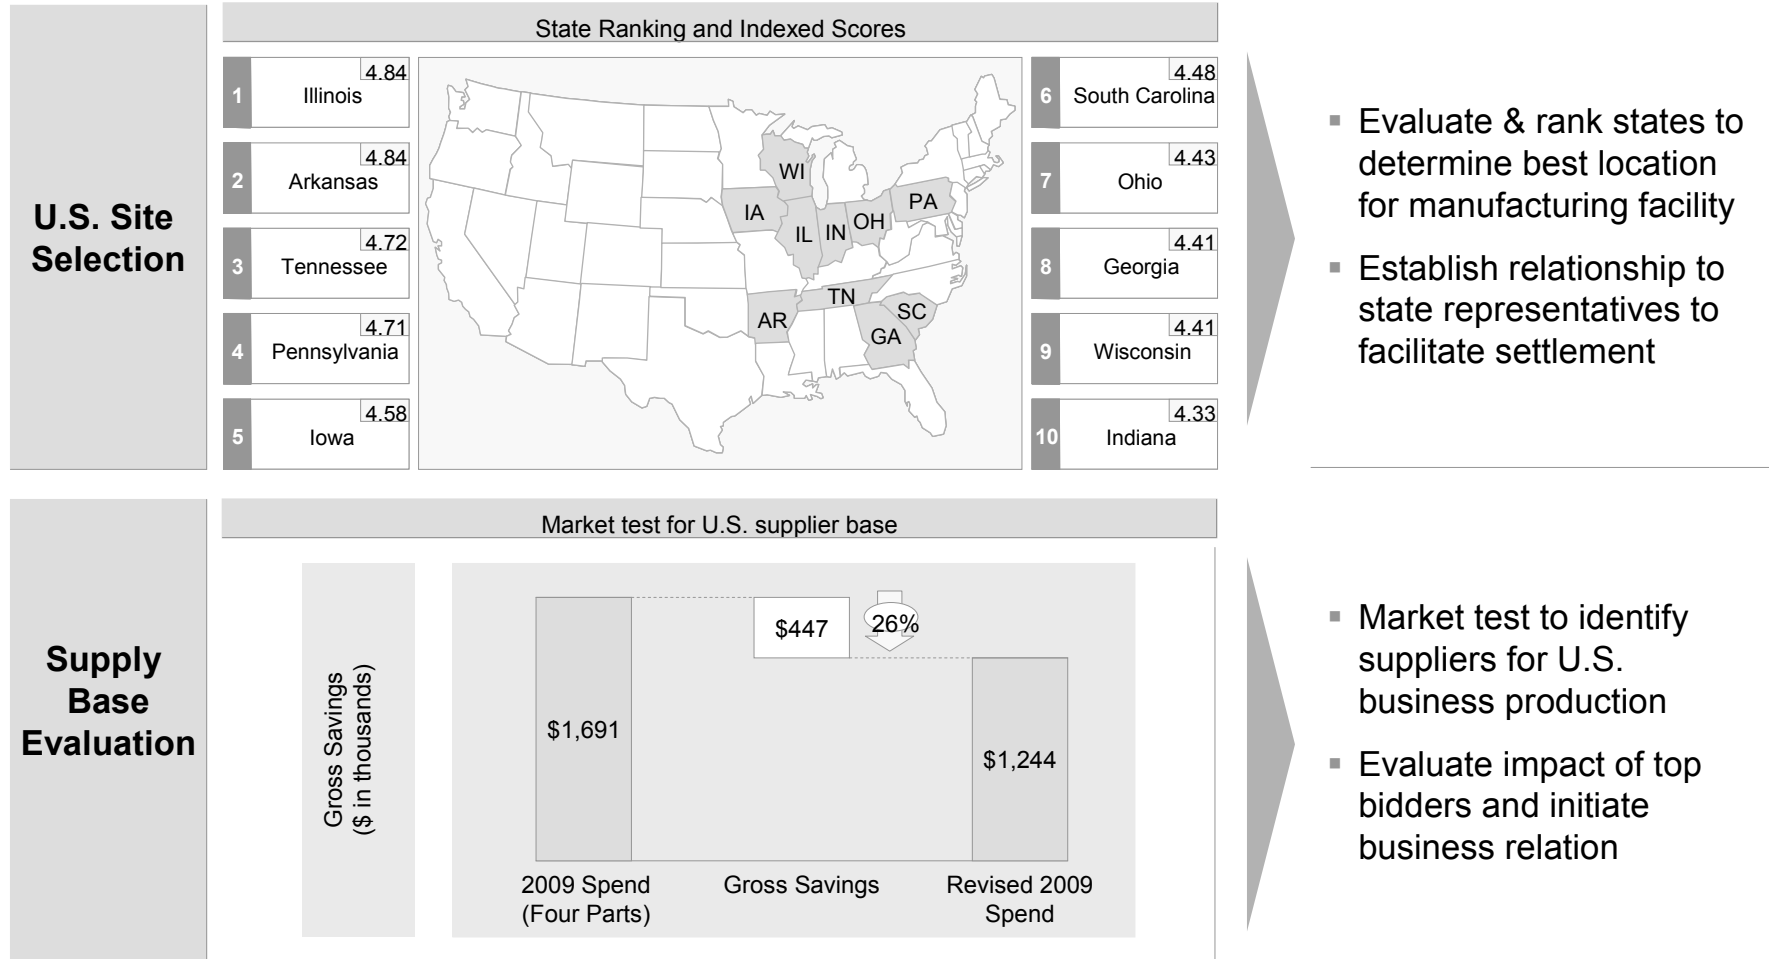 U.S. Site
Selection
State Ranking and Indexed Scores
1
4.84
Illinois
2
4.84
Arkansas
3
4.72
Tennessee
4
4.71
Pennsylvania
5
4.58
Iowa
WI
IA
IL
IN
OH
PA
TN
AR
SC
GA
6
4.48
South Carolina
7
4.43
Ohio
8
4.41
Georgia
9
4.41
Wisconsin
10
4.33
Indiana
▪ Evaluate & rank states to
determine best location
for manufacturing facility
▪ Establish relationship to
state representatives to
facilitate settlement
Supply
Base
Evaluation
Market test for U.S. supplier base
Gross Savings
($ in thousands)
$1,691
$447
26%
$1,244
2009 Spend
(Four Parts)
Gross Savings
Revised 2009
Spend
▪ Market test to identify
suppliers for U.S.
business production
▪ Evaluate impact of top
bidders and initiate
business relation